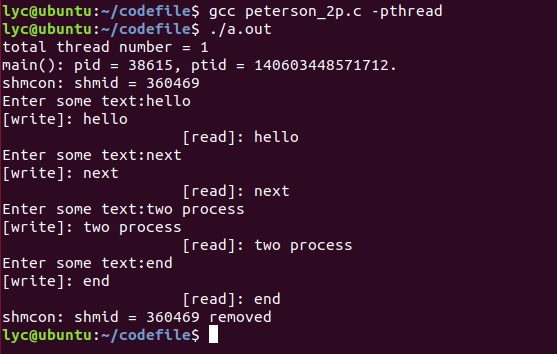 lyc@ubuntu:~/codefile$ gcc peterson_2p.c -pthread
lyc@ubuntu:~/codefile$ ./a.out
total thread number = 1
main(): pid = 38615, ptid = 140603448571712.
shmcon: shmid = 360469
Enter some text:hello
[write]: hello
[read]: hello
Enter some text:next
[write]: next
[read]: next
Enter some text:two process
[write]: two process
[read]: two process
Enter some text:end
[write]: end
[read]: end
shmcon: shmid = 360469 removed
lyc@ubuntu:~/codefile$